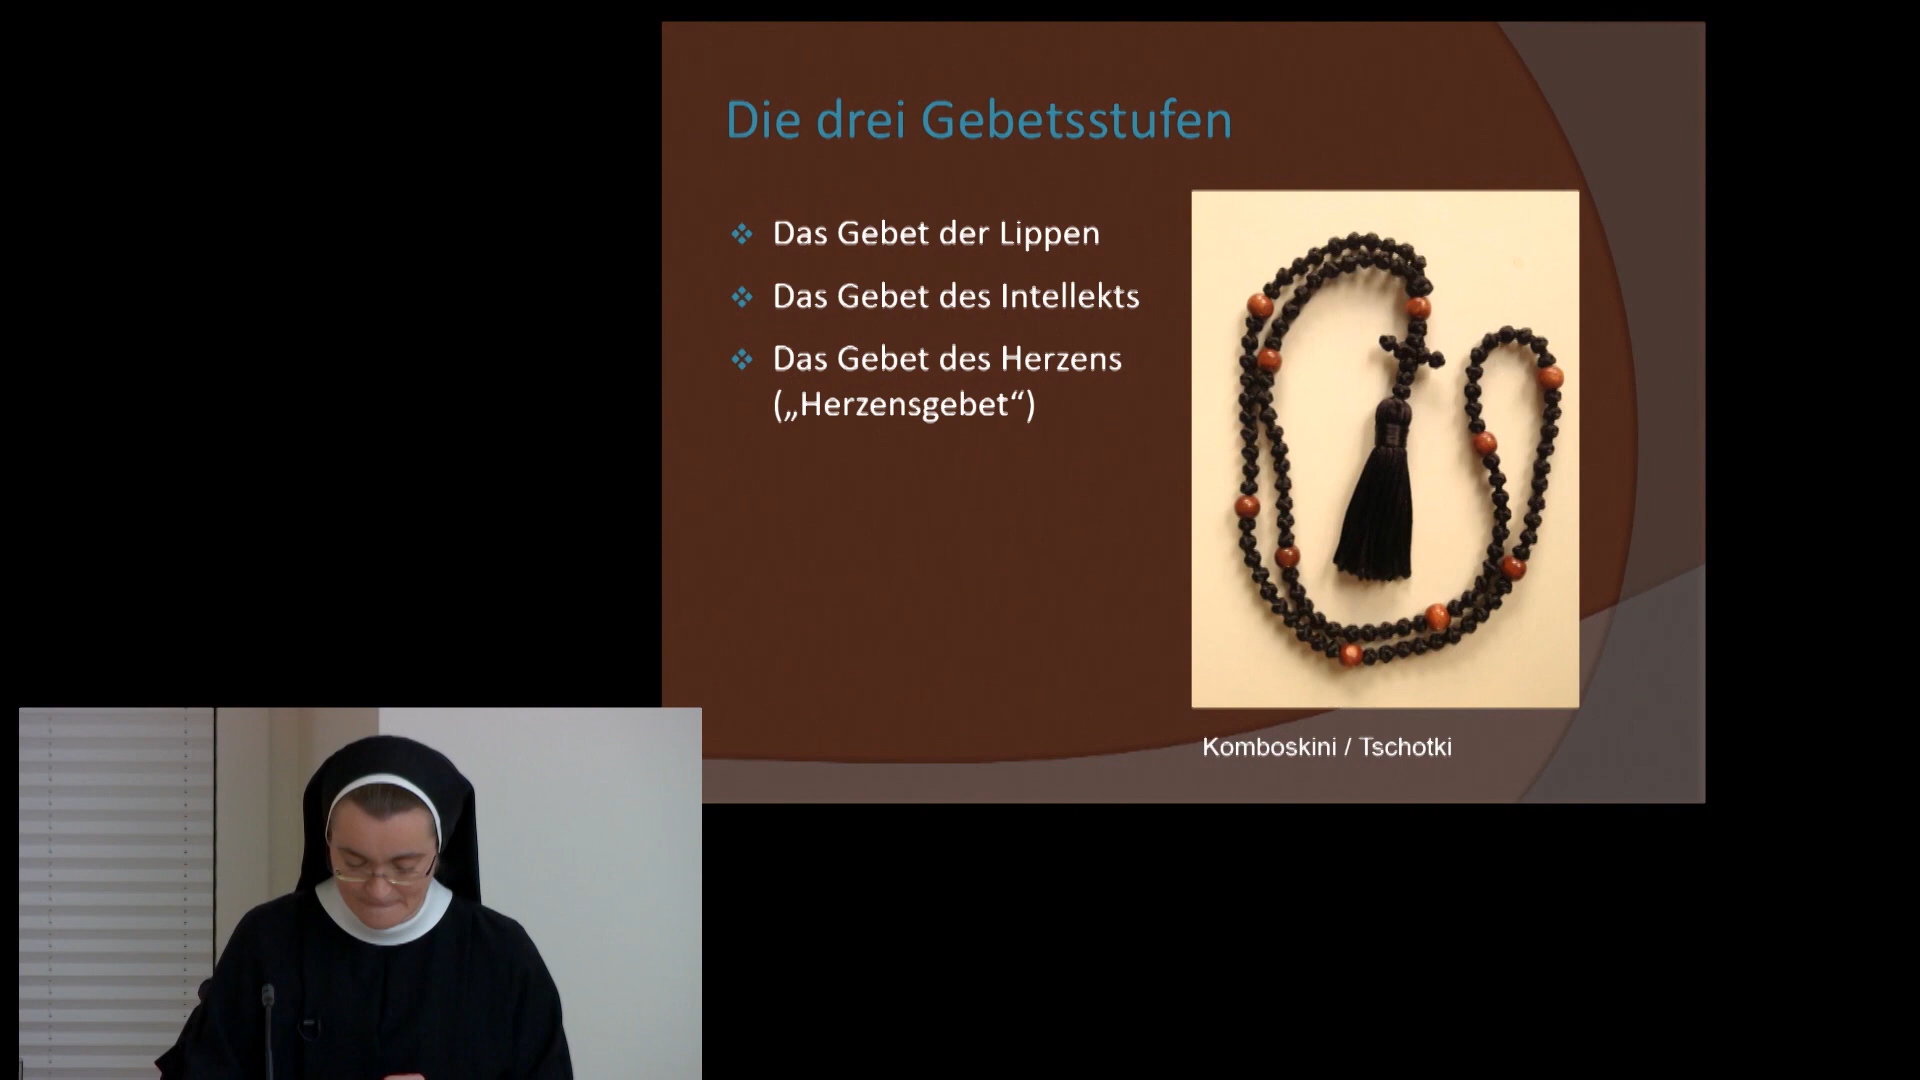 Die drei Gebetsstufen
Das Gebet der Lippen
Das Gebet des Intellekts
Das Gebet des Herzens
(„Herzensgebet“)
Komboskini / Tschotki